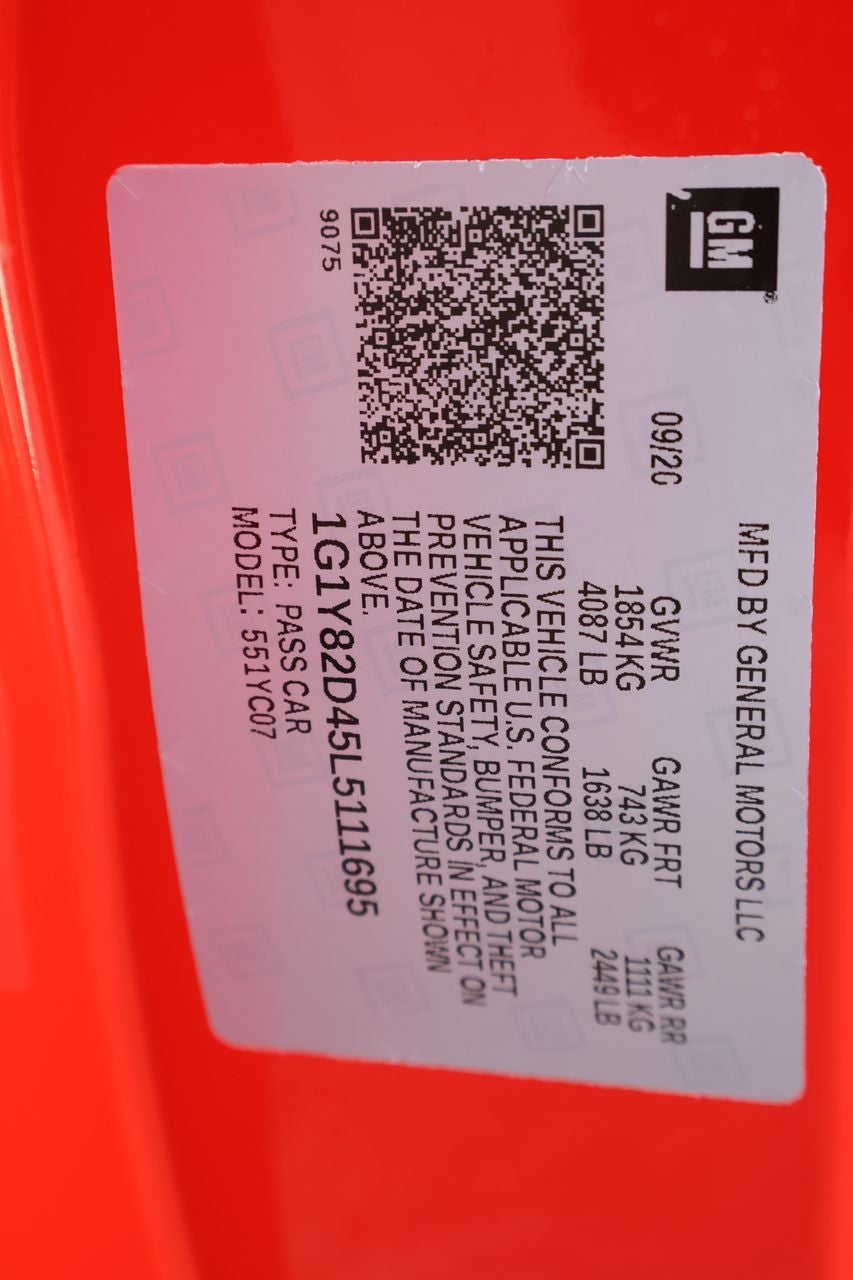 GM
®
MFD BY GENERAL MOTORS LLC
09/20
GVWR GAWR FRT GAWR RR
1854 KG 743 KG 1111 KG
4087 LB 1638 LB 2449 LB
THIS VEHICLE CONFORMS TO ALL
APPLICABLE U.S. FEDERAL MOTOR
VEHICLE SAFETY, BUMPER, AND THEFT
PREVENTION STANDARDS IN EFFECT ON
THE DATE OF MANUFACTURE SHOWN
ABOVE.
9075
1G1Y82D45L5111695
TYPE: PASS CAR
MODEL: 551YC07